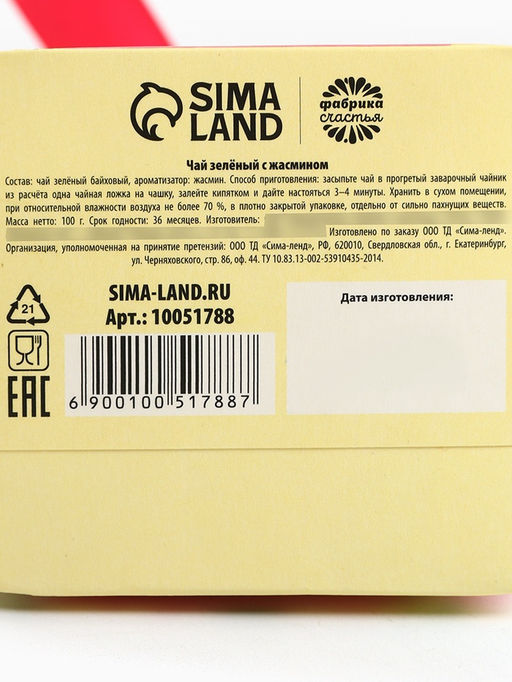 SIMA
LAND
фабрика
счастья
Чай зелёный с жасмином
Состав: чай зелёный байховый, ароматизатор: жасмин. Способ приготовления: засыпьте чай в прогретый заварочный чайник
из расчёта одна чайная ложка на чашку, залейте кипятком и дайте настояться 3–4 минуты. Хранить в сухом помещении,
при относительной влажности воздуха не более 70 %, в плотно закрытой упаковке, отдельно от сильно пахнущих веществ.
Масса нетто: 100 г. Срок годности: 36 месяцев. Изготовитель:
Изготовлено по заказу ООО ТД «Сима-ленд».
Организация, уполномоченная на принятие претензий: ООО ТД «Сима-ленд», РФ, 620010, Свердловская обл., г. Екатеринбург,
ул. Черняховского, стр. 86, оф. 44. ТУ 10.83.13-002-53910435-2014.
21
SIMA-LAND.RU
Арт.: 10051788
Дата изготовления:
EAC
6 900100 517887